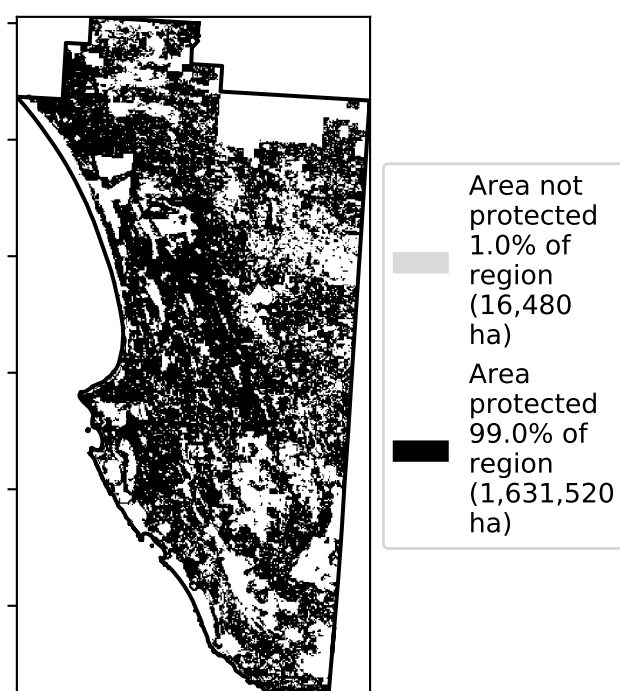 Area not
protected
1.0% of
region
(16,480
ha)
Area
protected
99.0% of
region
(1,631,520
ha)